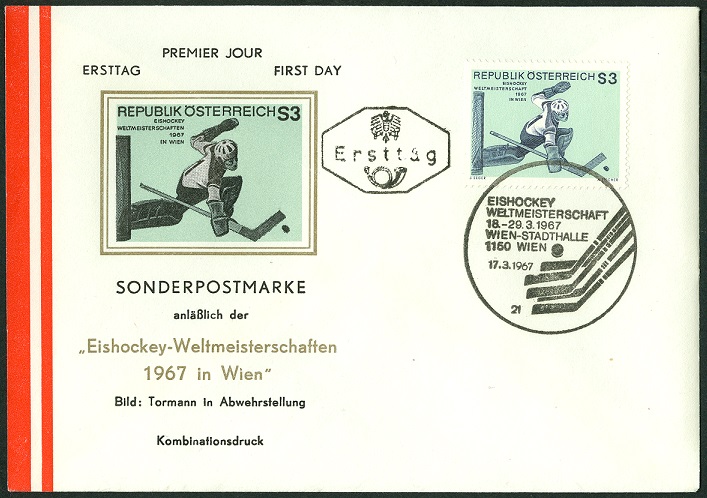 PREMIER JOUR
ERSTTAG FIRST DAY
REPUBLIK ÖSTERREICH S3
EISHOCKEY
WELTMEISTERSCHAFTEN
1967
IN WIEN
Ersttag
REPUBLIK ÖSTERREICH S3
EISHOCKEY
WELTMEISTERSCHAFT
1967
IN WIEN
EISHOCKEY
WELTMEISTERSCHAFT
18.-29.3.1967
WIEN-STADTHALLE
1150 WIEN
17.3.1967
21
SONDERPOSTMARKE
anläßlich der
„Eishockey-Weltmeisterschaften
1967 in Wien"
Bild: Tormann in Abwehrstellung
Kombinationsdruck